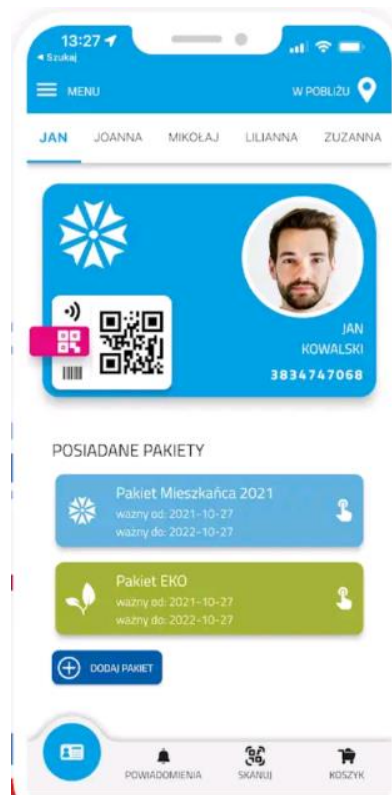 13:27
◂ Szukaj
MENU
W POBLIŻU
JAN JOANNA MIKOŁAJ LILIANNA ZUZANNA
JAN
KOWALSKI
3834747068
POSIADANE PAKIETY
Pakiet Mieszkańca 2021
ważny od: 2021-10-27
ważny do: 2022-10-27
Pakiet EKO
ważny od: 2021-10-27
ważny do: 2022-10-27
DODAJ PAKIET
POWIADOMIENIA SKANUJ KOSZYK